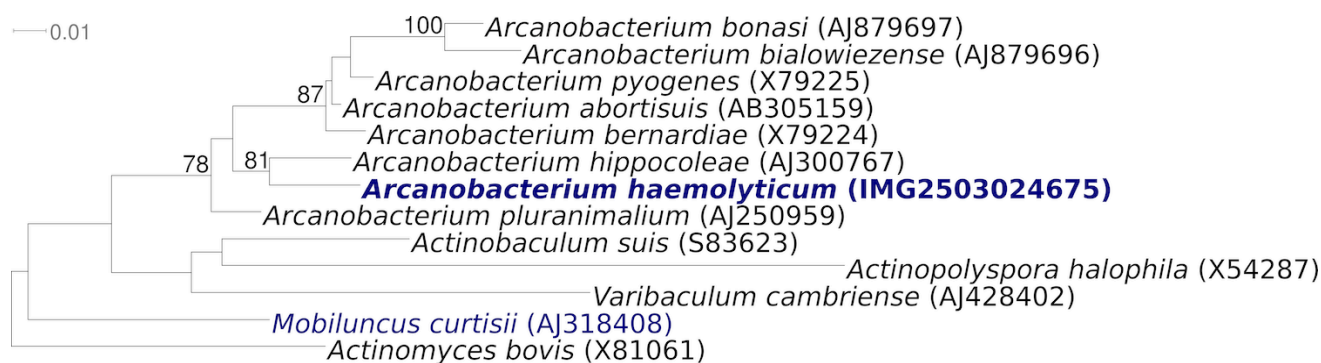 0.01
100
Arcanobacterium bonasi (AJ879697)
Arcanobacterium bialowiezense (AJ879696)
Arcanobacterium pyogenes (X79225)
87
Arcanobacterium abortisuis (AB305159)
Arcanobacterium bernardiae (X79224)
78
81
Arcanobacterium hippocoleae (AJ300767)
Arcanobacterium haemolyticum (IMG2503024675)
Arcanobacterium pluranimalium (AJ250959)
Actinobaculum suis (S83623)
Actinopolyspora halophila (X54287)
Varibaculum cambriense (AJ428402)
Mobiluncus curtisii (AJ318408)
Actinomyces bovis (X81061)